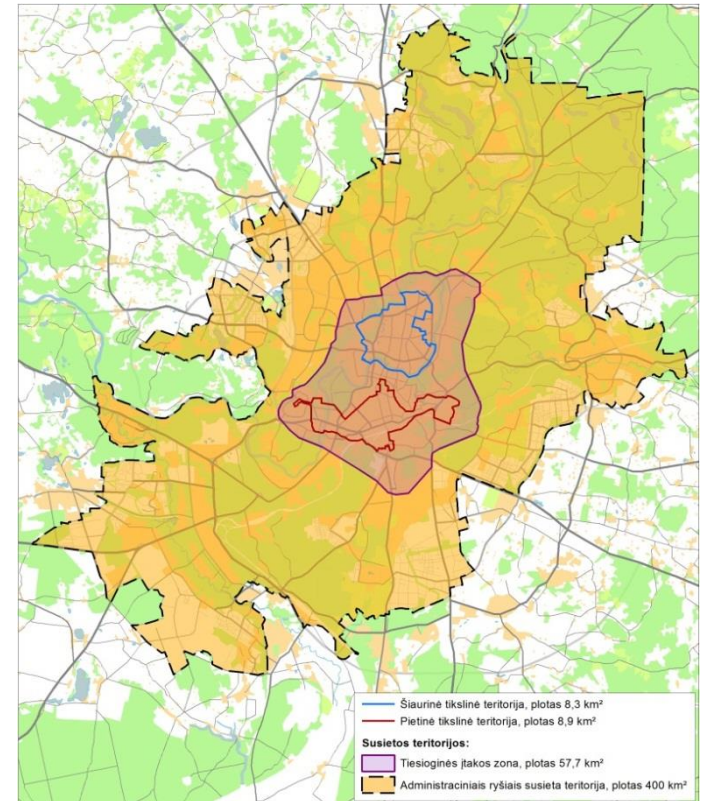 Šiaurinė tikslinė teritorija, plotas 8,3 km²
Pietinė tikslinė teritorija, plotas 8,9 km²
Susietos teritorijos:
Tiesioginės įtakos zona, plotas 57,7 km²
Administraciniais ryšiais susieta teritorija, plotas 400 km²